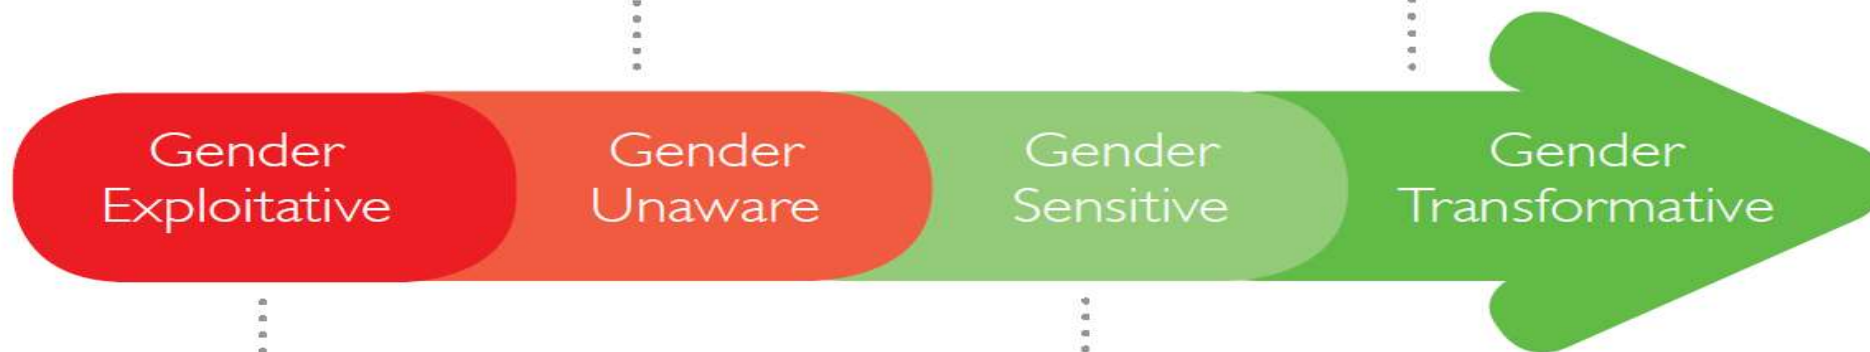 Gender
Exploitative
Gender
Unaware
Gender
Sensitive
Gender
Transformative